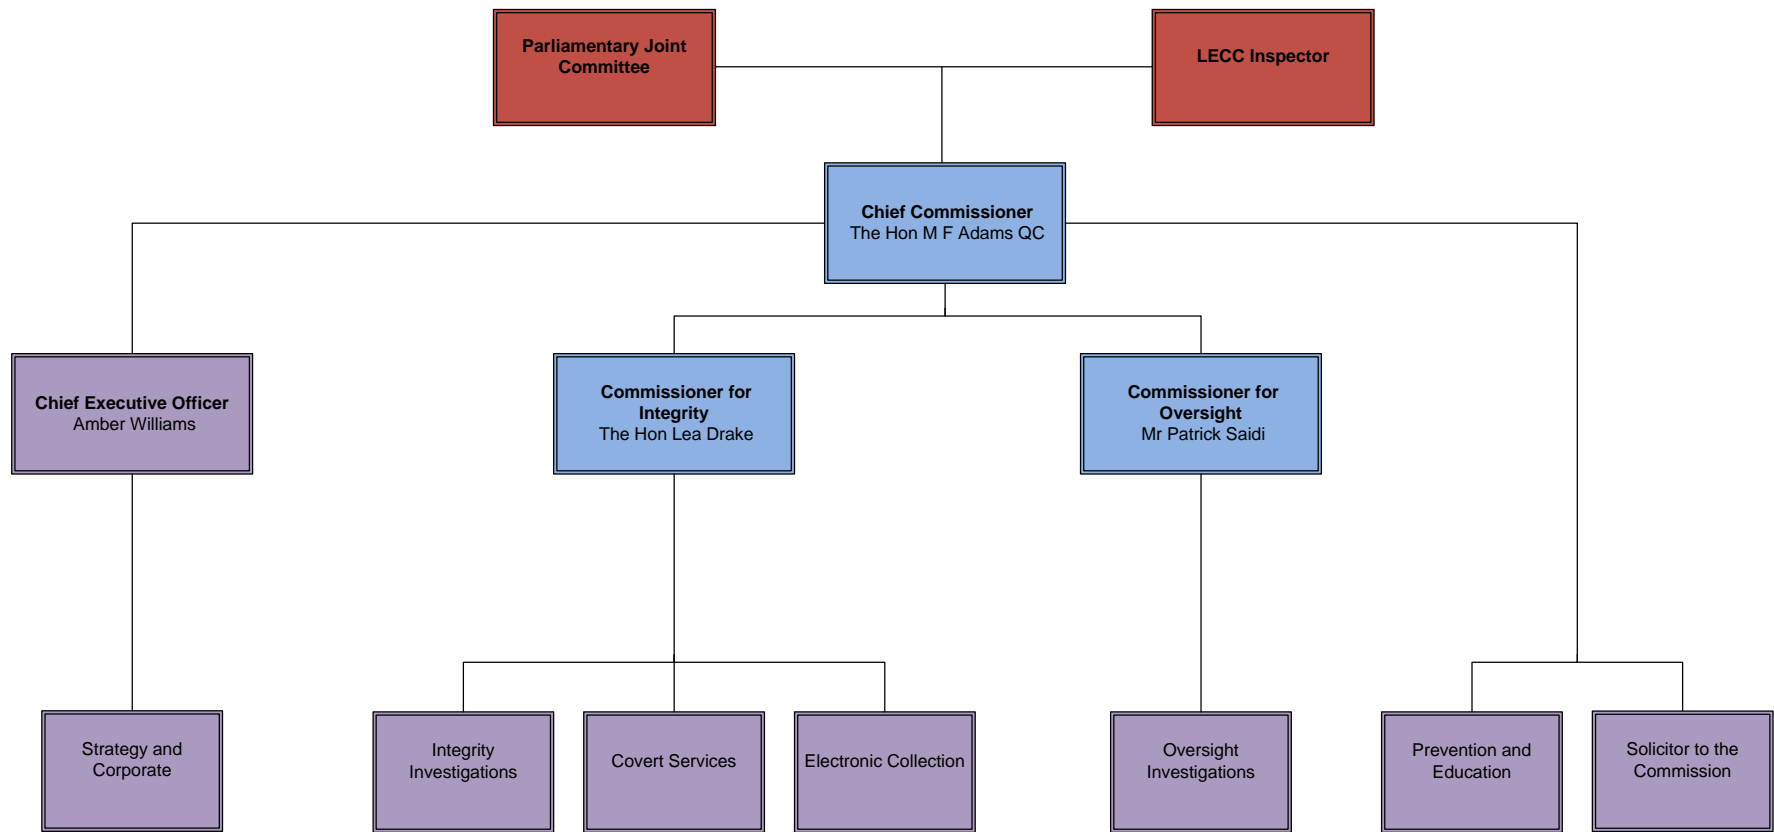 Parliamentary Joint
Committee
LECC Inspector
Chief Commissioner
The Hon M F Adams QC
Chief Executive Officer
Amber Williams
Commissioner for
Integrity
The Hon Lea Drake
Commissioner for
Oversight
Mr Patrick Saidi
Strategy and
Corporate
Integrity
Investigations
Covert Services
Electronic Collection
Oversight
Investigations
Prevention and
Education
Solicitor to the
Commission